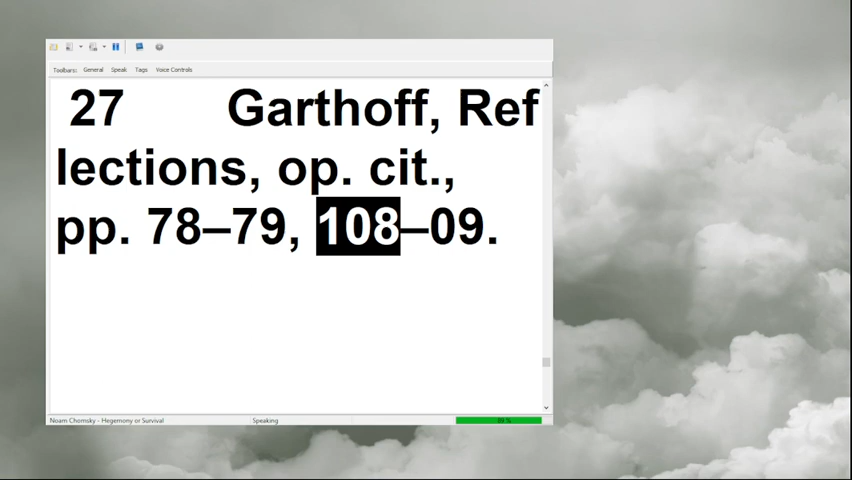 Toolbars: General Speak Tags Voice Controls
27 Garthoff, Ref
lections, op. cit.,
pp. 78–79, 108–09.
Noam Chomsky - Hegemony or Survival Speaking